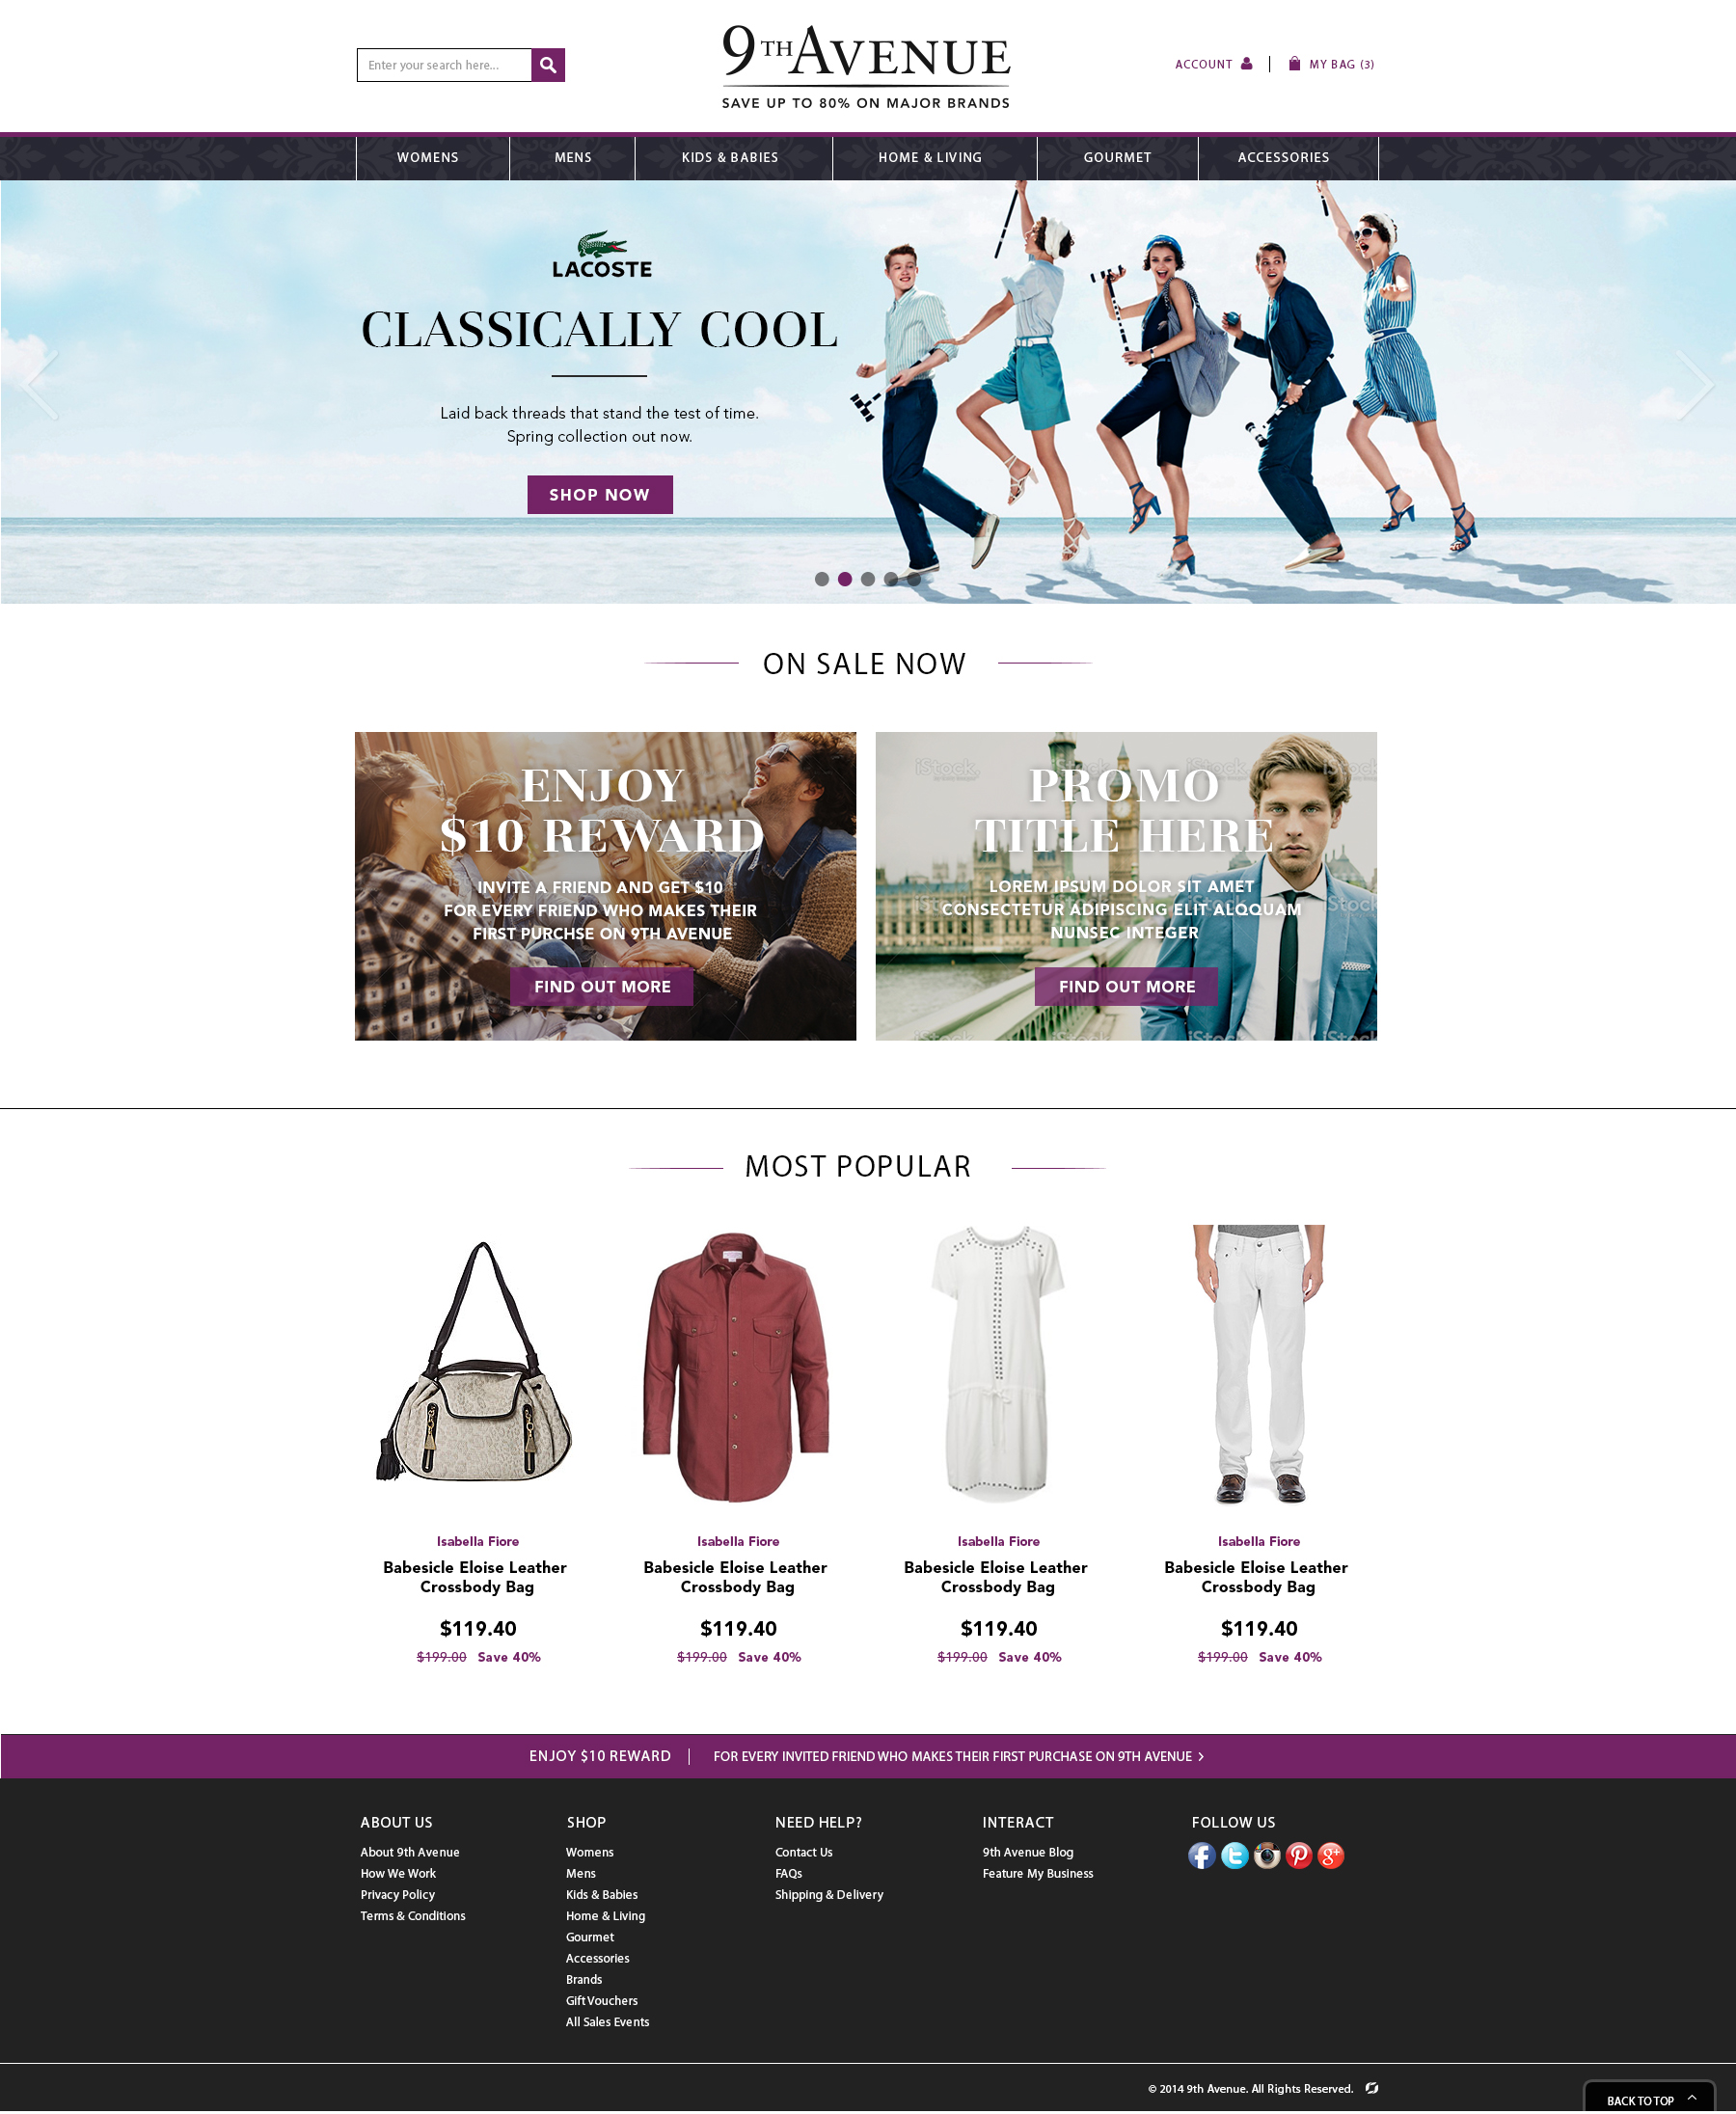 Enter your search here...
9THAVENUE
SAVE UP TO 80% ON MAJOR BRANDS
ACCOUNT
MY BAG (3)
WOMENS
MENS
KIDS & BABIES
HOME & LIVING
GOURMET
ACCESSORIES
LACOSTE
CLASSICALLY COOL
Laid back threads that stand the test of time.
Spring collection out now.
SHOP NOW
ON SALE NOW
ENJOY
$10 REWARD
INVITE A FRIEND AND GET $10
FOR EVERY FRIEND WHO MAKES THEIR
FIRST PURCHSE ON 9TH AVENUE
FIND OUT MORE
iStock
iStock
iStock
PROMO
TITLE HERE
LOREM IPSUM DOLOR SIT AMET
CONSECTETUR ADIPISCING ELIT ALQQUAM
NUNSEC INTEGER
FIND OUT MORE
iStock
iStock
iStock
iStock
MOST POPULAR
Isabella Fiore
Babesicle Eloise Leather
Crossbody Bag
$119.40
$199.00 Save 40%
Isabella Fiore
Babesicle Eloise Leather
Crossbody Bag
$119.40
$199.00 Save 40%
Isabella Fiore
Babesicle Eloise Leather
Crossbody Bag
$119.40
$199.00 Save 40%
Isabella Fiore
Babesicle Eloise Leather
Crossbody Bag
$119.40
$199.00 Save 40%
ENJOY $10 REWARD
FOR EVERY INVITED FRIEND WHO MAKES THEIR FIRST PURCHASE ON 9TH AVENUE >
ABOUT US
About 9th Avenue
How We Work
Privacy Policy
Terms & Conditions
SHOP
Womens
Mens
Kids & Babies
Home & Living
Gourmet
Accessories
Brands
Gift Vouchers
All Sales Events
NEED HELP?
Contact Us
FAQs
Shipping & Delivery
INTERACT
9th Avenue Blog
Feature My Business
FOLLOW US
© 2014 9th Avenue. All Rights Reserved.
BACK TO TOP